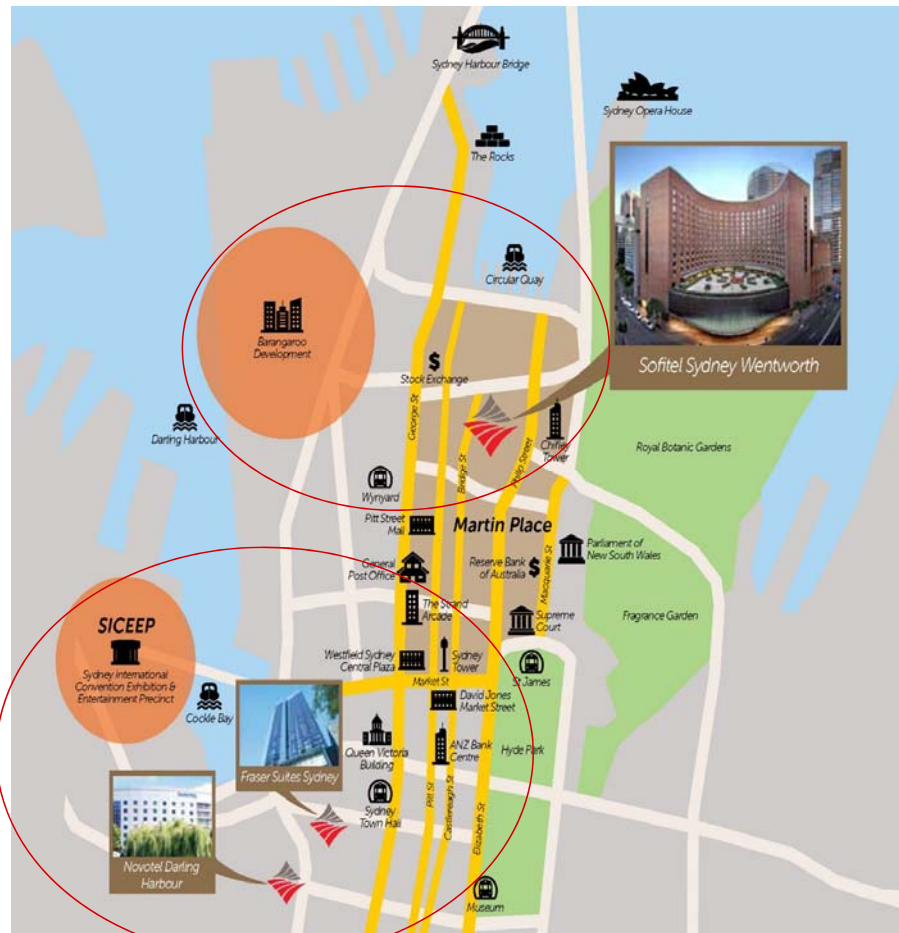 Sydney Harbour Bridge
Sydney Opera House
The Rocks
Circular Quay
Barangaroo
Development
$
Stock Exchange
Sofitel Sydney Wentworth
George St
Darling Harbour
Bridge St
Phillip Street
Chifley
Tower
Royal Botanic Gardens
Wynyard
Pitt Street
Mall
Martin Place
General
Post Office
Reserve Bank
of Australia
$
Macquarie St
Parliament of
New South Wales
The Strand
Arcade
Supreme
Court
Fragrance Garden
SICEEP
Sydney International
Convention Exhibition &
Entertainment Precinct
Westfield Sydney
Central Plaza
Sydney
Tower
Market St
St James
Cockle Bay
David Jones
Market Street
Queen Victoria
Building
ANZ Bank
Centre
Hyde Park
Fraser Suites Sydney
Pitt St
Castlereagh St
Elizabeth St
Sydney
Town Hall
Novotel Darling
Harbour
Museum